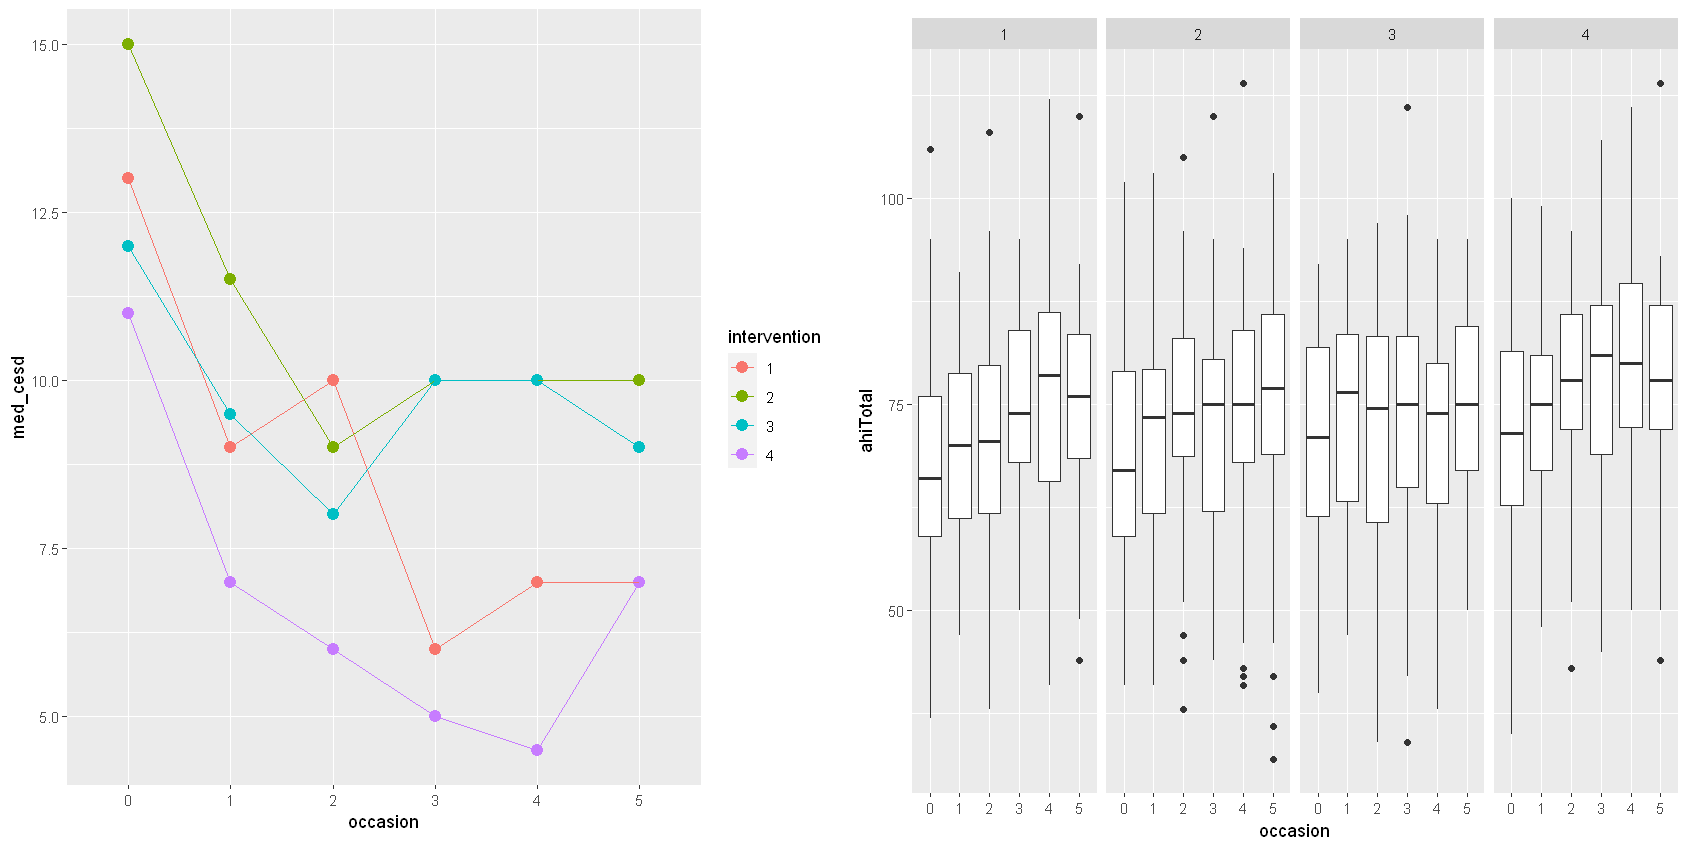 15.0
12.5
10.0
7.5
5.0
med_cesd
0 1 2 3 4 5
occasion
intervention
1
2
3
4
1 2 3 4
100
75
50
ahiTotal
0 1 2 3 4 5 0 1 2 3 4 5 0 1 2 3 4 5 0 1 2 3 4 5
occasion